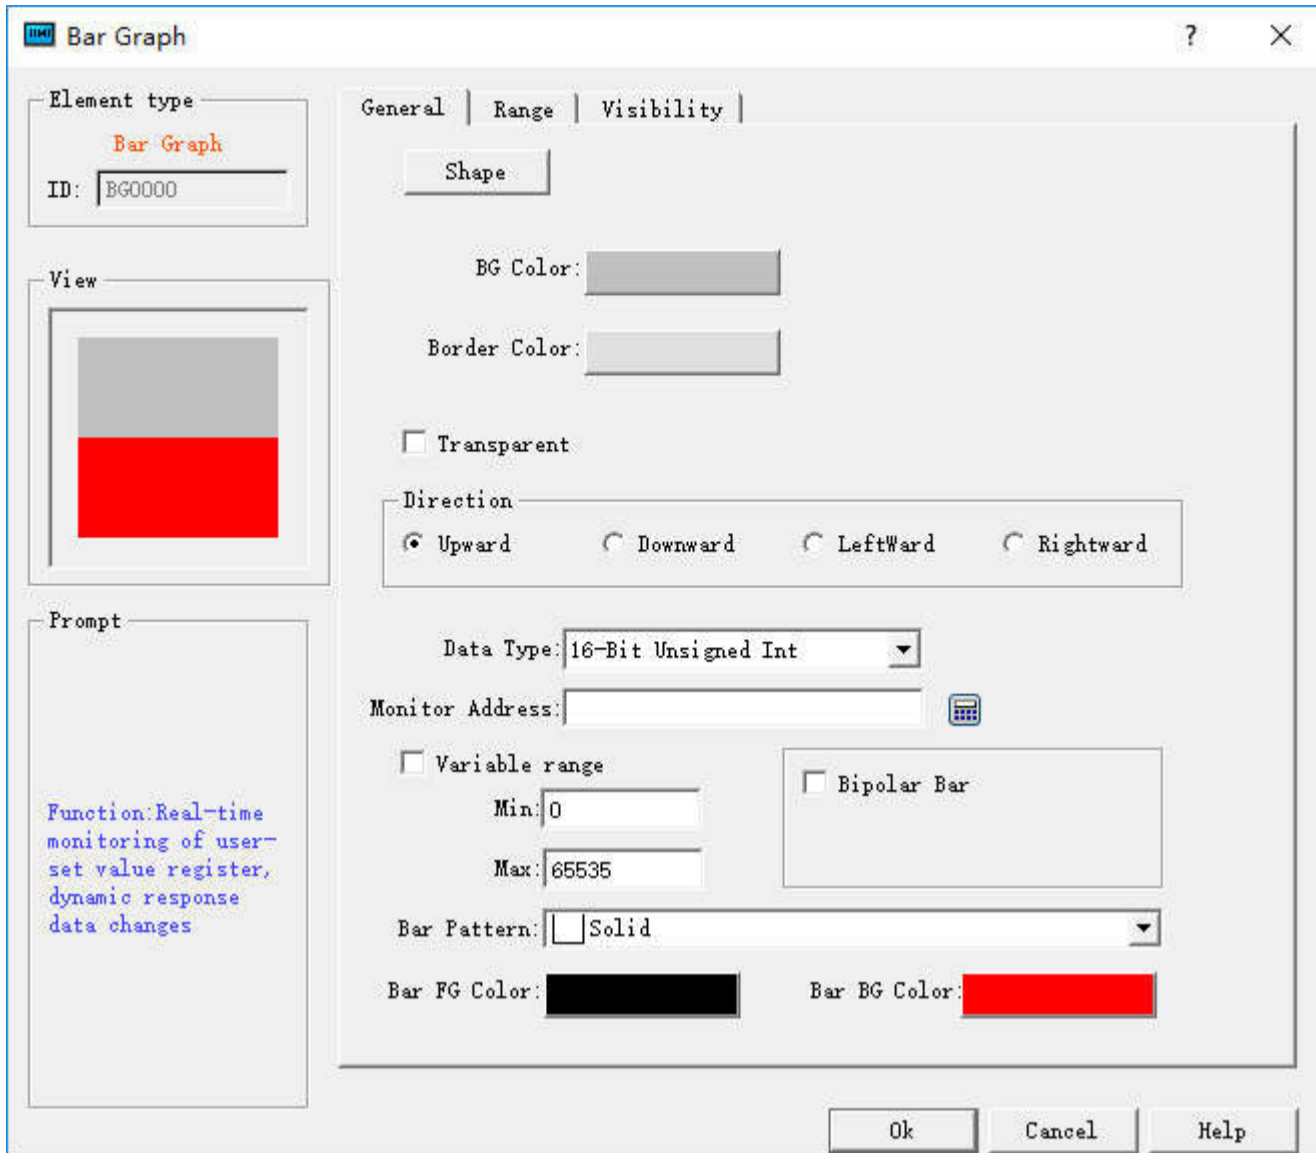 Bar Graph
?
Element type
Bar Graph
ID: BG0000
View
Prompt
Function:Real-time
monitoring of user-
set value register,
dynamic response
data changes
General Range Visibility
Shape
BG Color:
Border Color:
Transparent
Direction
Upward Downward LeftWard Rightward
Data Type: 16-Bit Unsigned Int
Monitor Address:
Variable range
Min: 0
Max: 65535
Bipolar Bar
Bar Pattern: Solid
Bar FG Color: Bar BG Color:
Ok Cancel Help